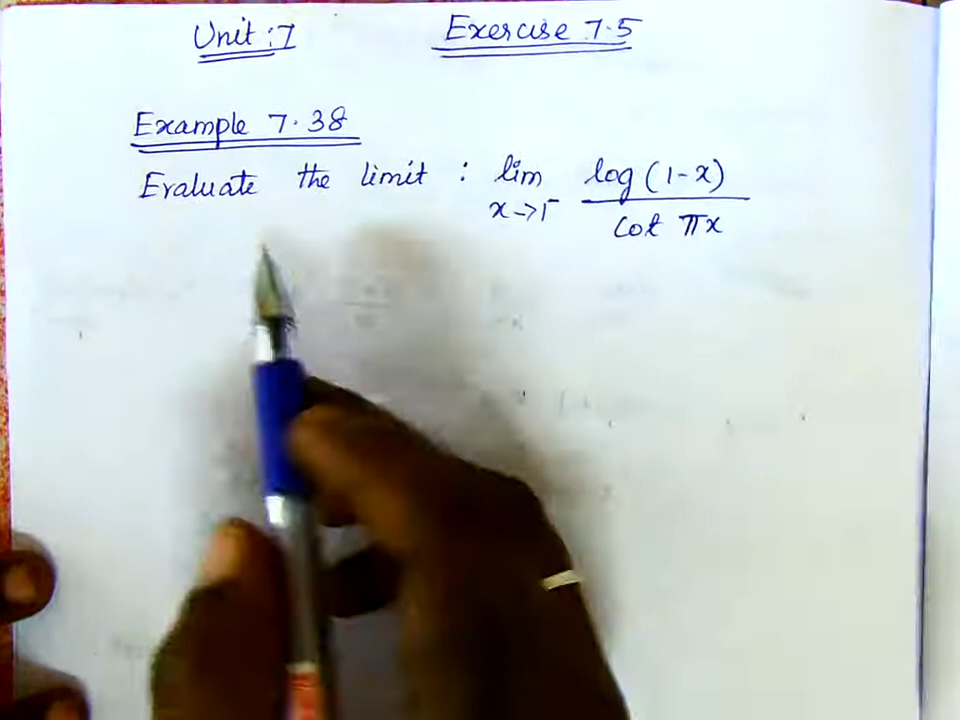 Unit : 7 Exercise 7.5
Example 7.38
Evaluate the limit : lim log (1-x)
x→1⁻ cot πx